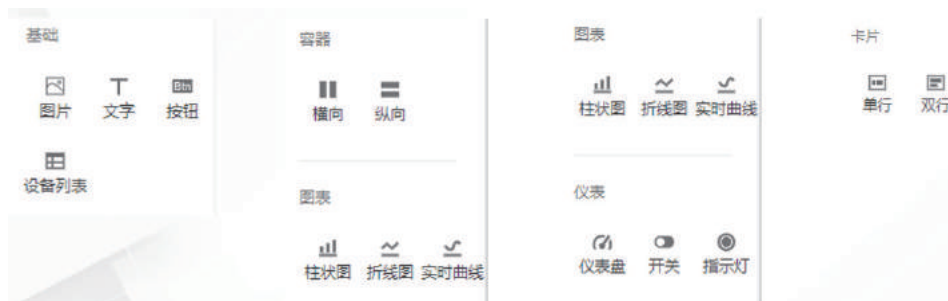 基础
图片 文字 按钮
设备列表
容器
横向 纵向
图表
柱状图 折线图 实时曲线
图表
柱状图 折线图 实时曲线
仪表
仪表盘 开关 指示灯
卡片
单行 双行